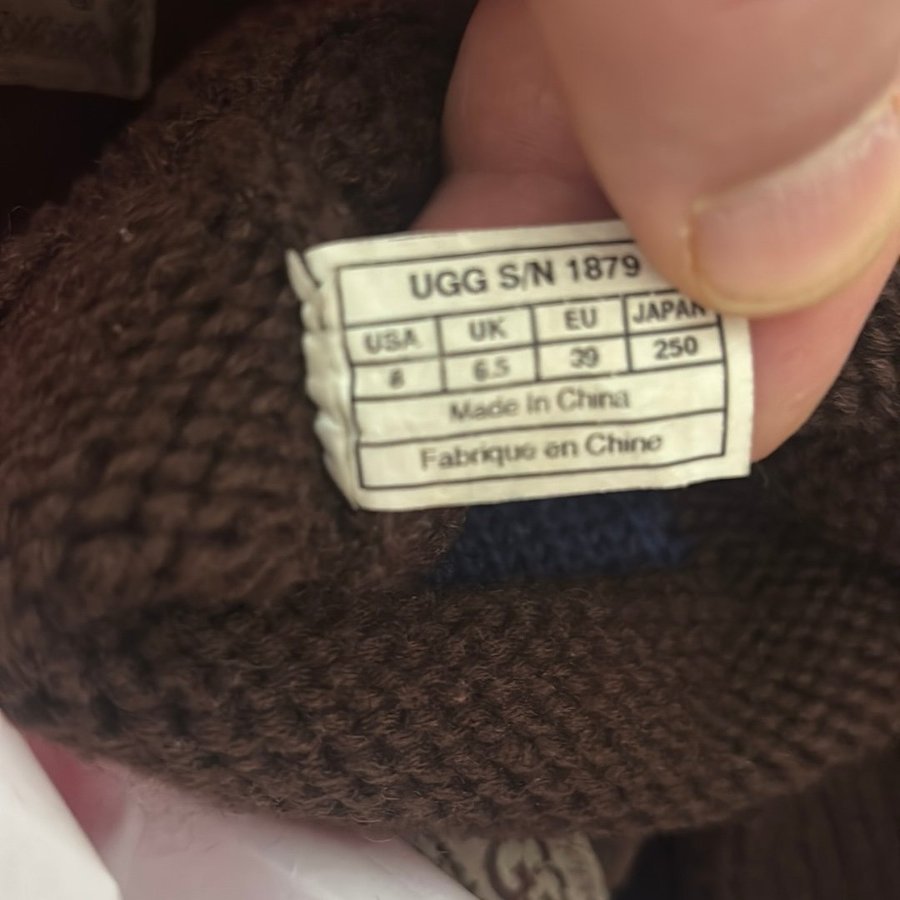 UGG S/N 1879
USA UK EU JAPAN
8 6.5 39 250
Made in China
Fabrique en Chine